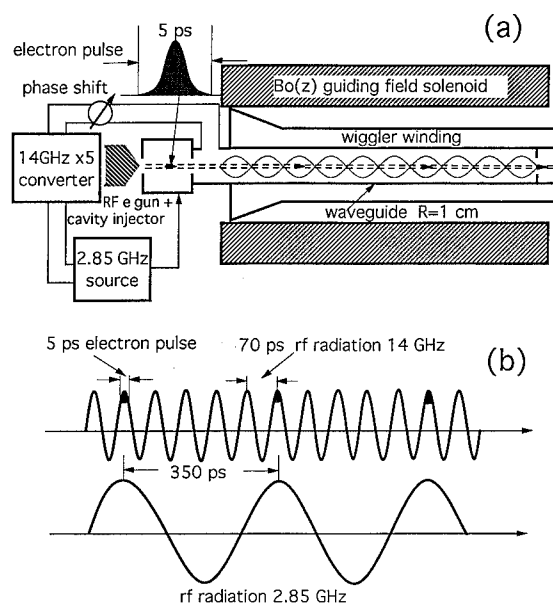 5 ps
(a)
electron pulse
Bo(z) guiding field solenoid
phase shift
wiggler winding
14GHz x5
converter
RF e gun +
cavity injector
waveguide R=1 cm
2.85 GHz
source
5 ps electron pulse
70 ps rf radiation 14 GHz
(b)
350 ps
rf radiation 2.85 GHz